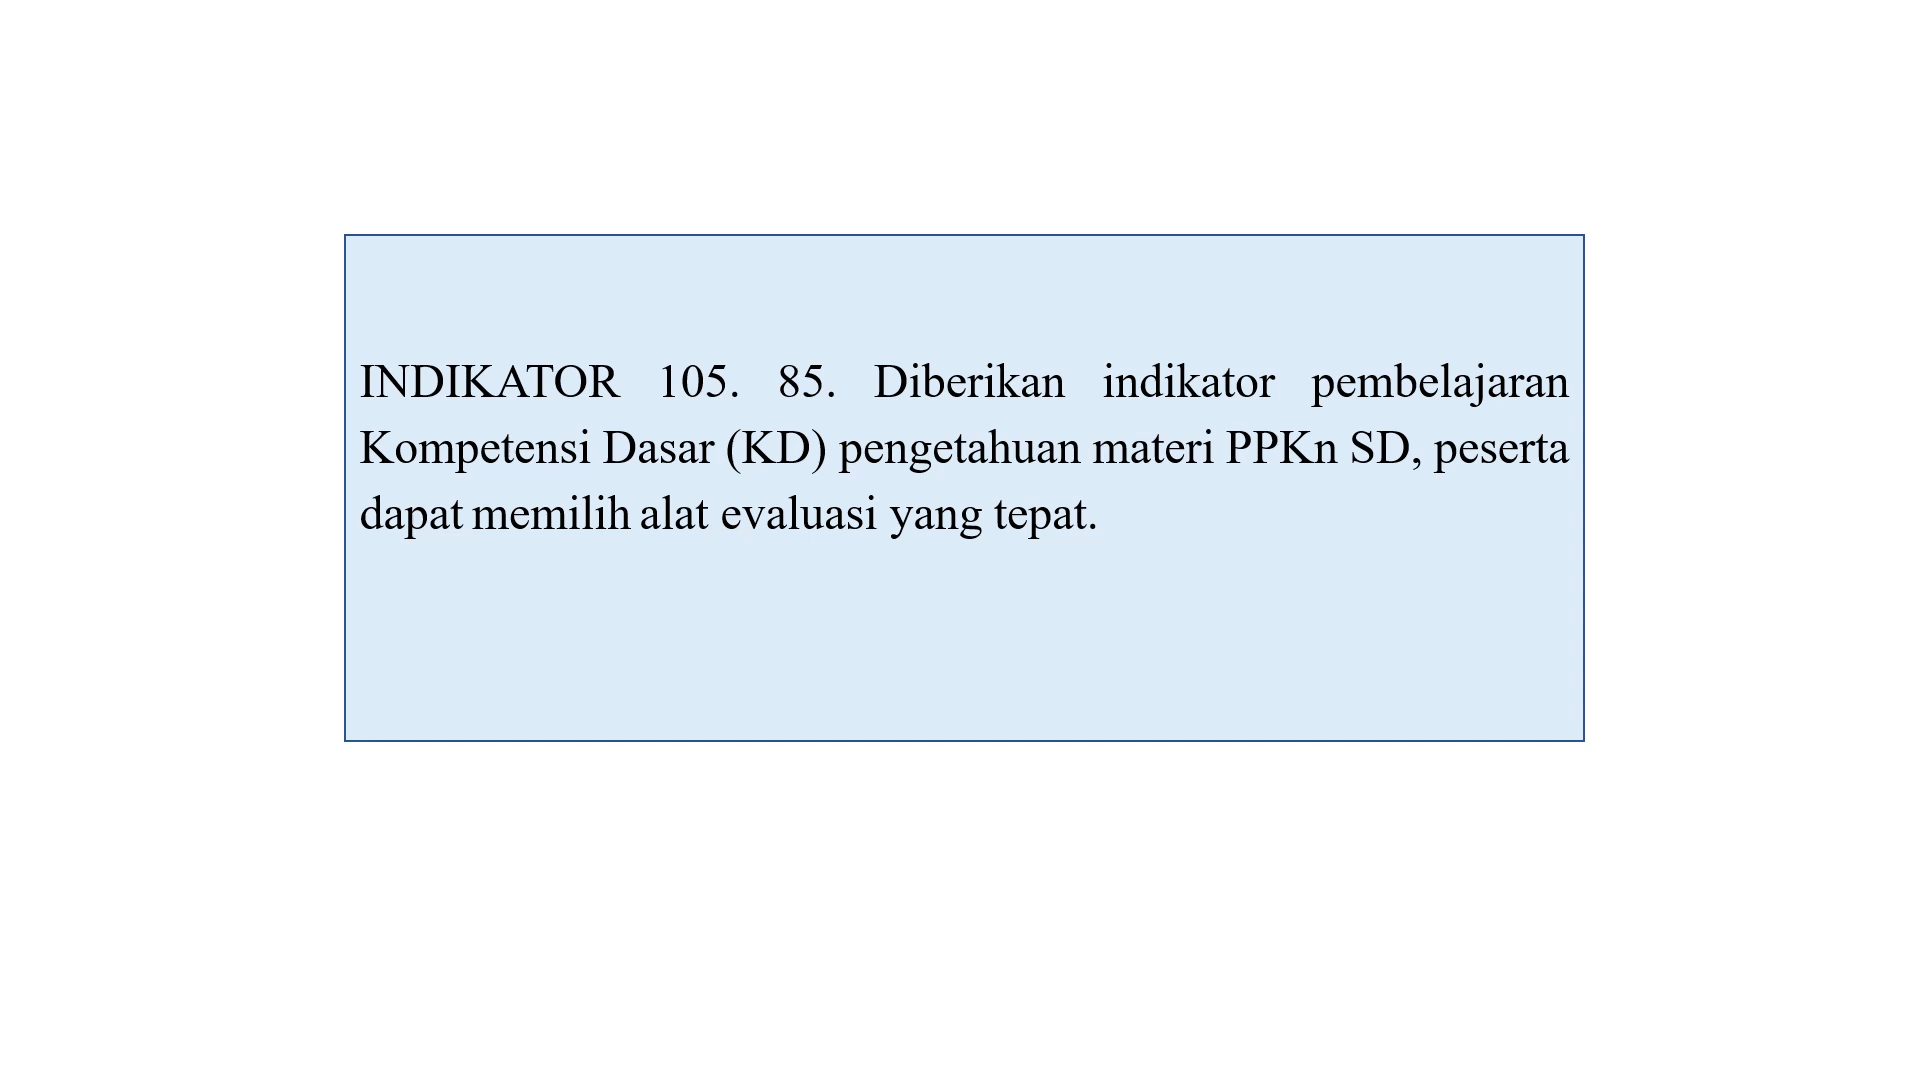 INDIKATOR 105. 85. Diberikan indikator pembelajaran
Kompetensi Dasar (KD) pengetahuan materi PPKn SD, peserta
dapat memilih alat evaluasi yang tepat.